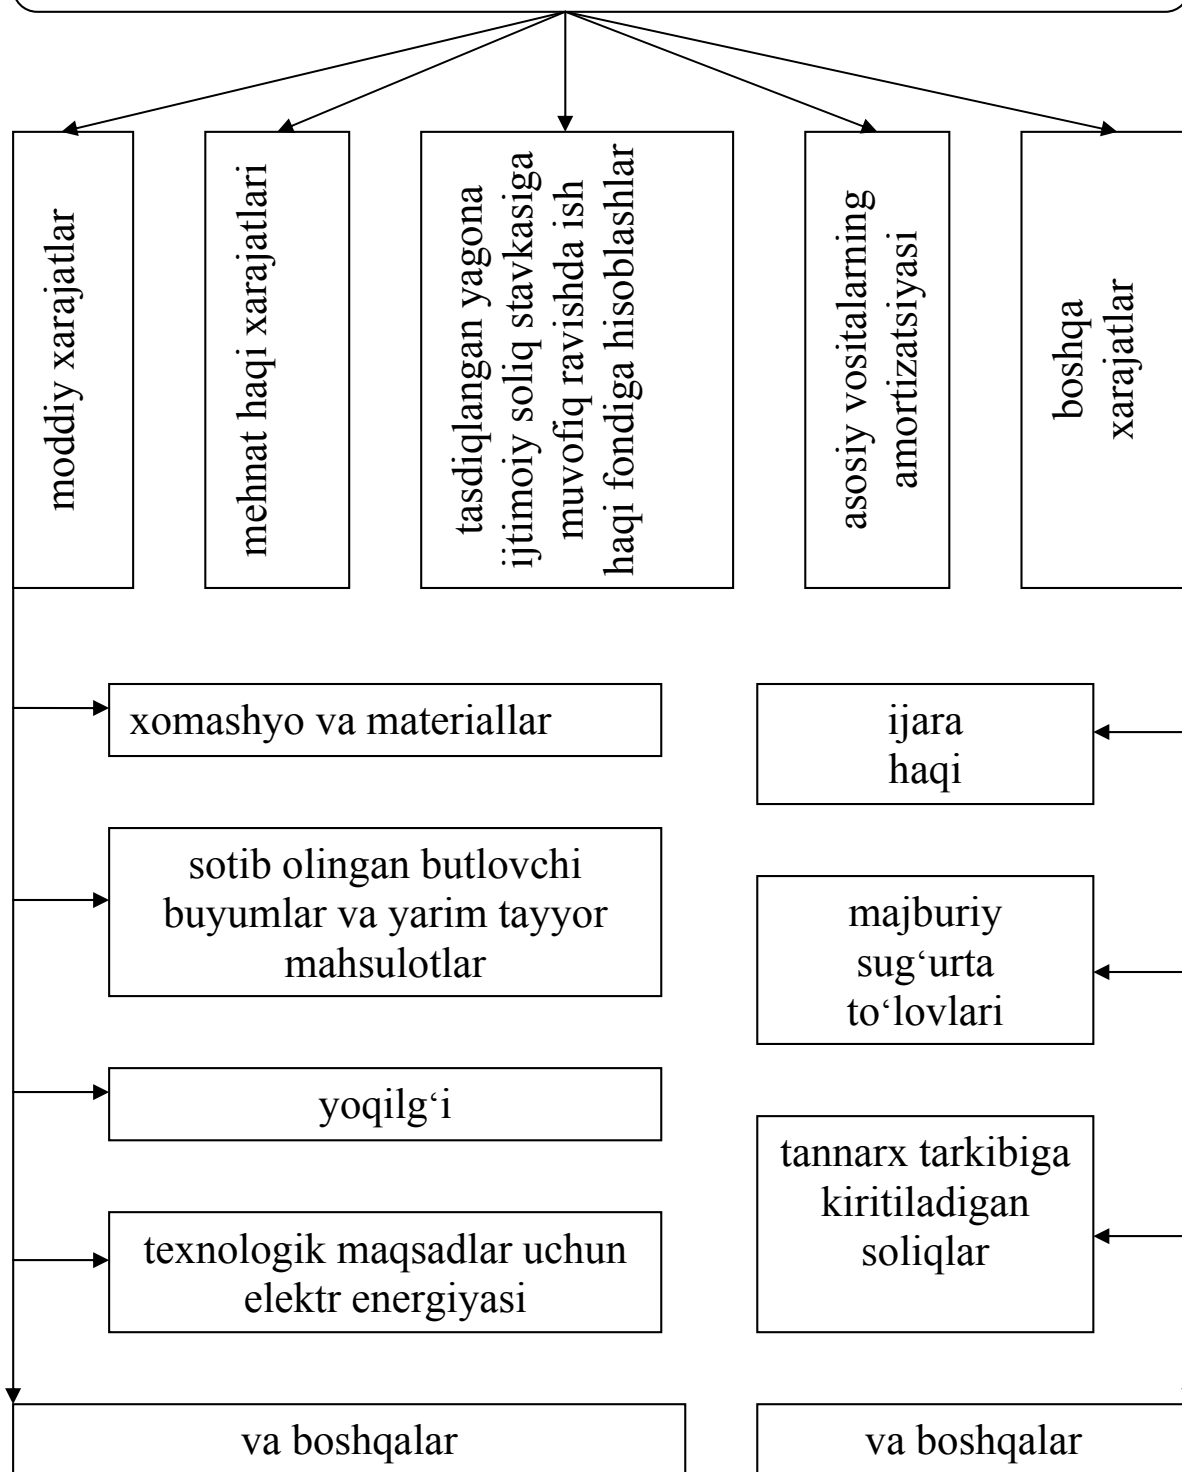 moddiy xarajatlar
mehnat haqi xarajatlari
tasdiqlangan yagona
ijtimoiy soliq stavkasiga
muvofiq ravishda ish
haqi fondiga hisoblashlar
asosiy vositalarning
amortizatsiyasi
boshqa
xarajatlar
xomashyo va materiallar
sotib olingan butlovchi
buyumlar va yarim tayyor
mahsulotlar
yoqilg‘i
texnologik maqsadlar uchun
elektr energiyasi
va boshqalar
ijara
haqi
majburiy
sug‘urta
to‘lovlari
tannarx tarkibiga
kiritiladigan
soliqlar
va boshqalar